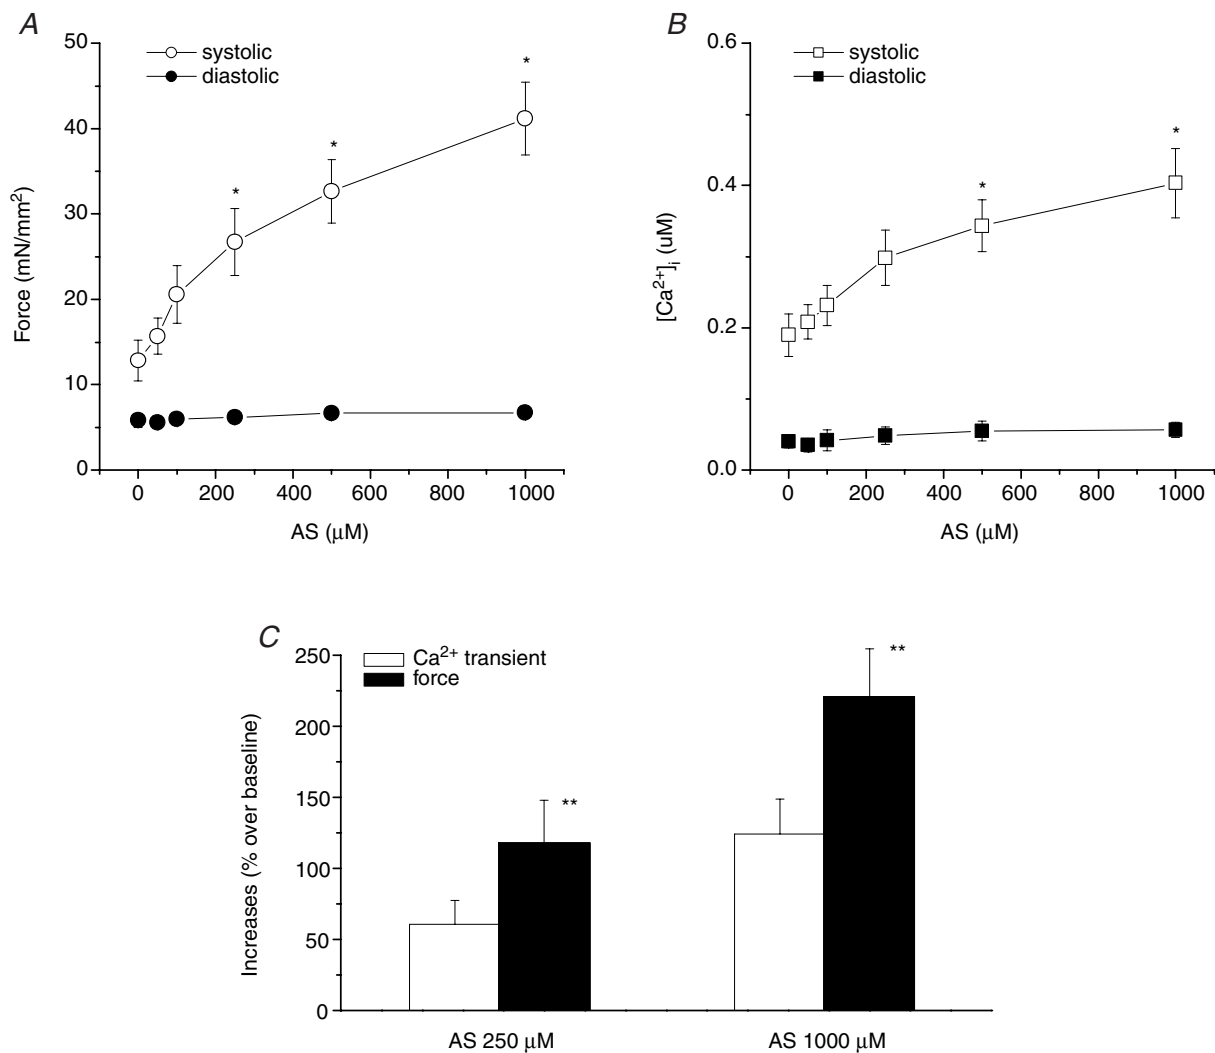 A
systolic
diastolic
50
40
30
20
10
0
Force (mN/mm²)
*
*
*
0 200 400 600 800 1000
AS (μM)
B
systolic
diastolic
0.6
0.4
0.2
0.0
[Ca²⁺]ᵢ (uM)
*
*
0 200 400 600 800 1000
AS (μM)
C
Ca²⁺ transient
force
250
200
150
100
50
0
Increases (% over baseline)
**
**
AS 250 μM
AS 1000 μM